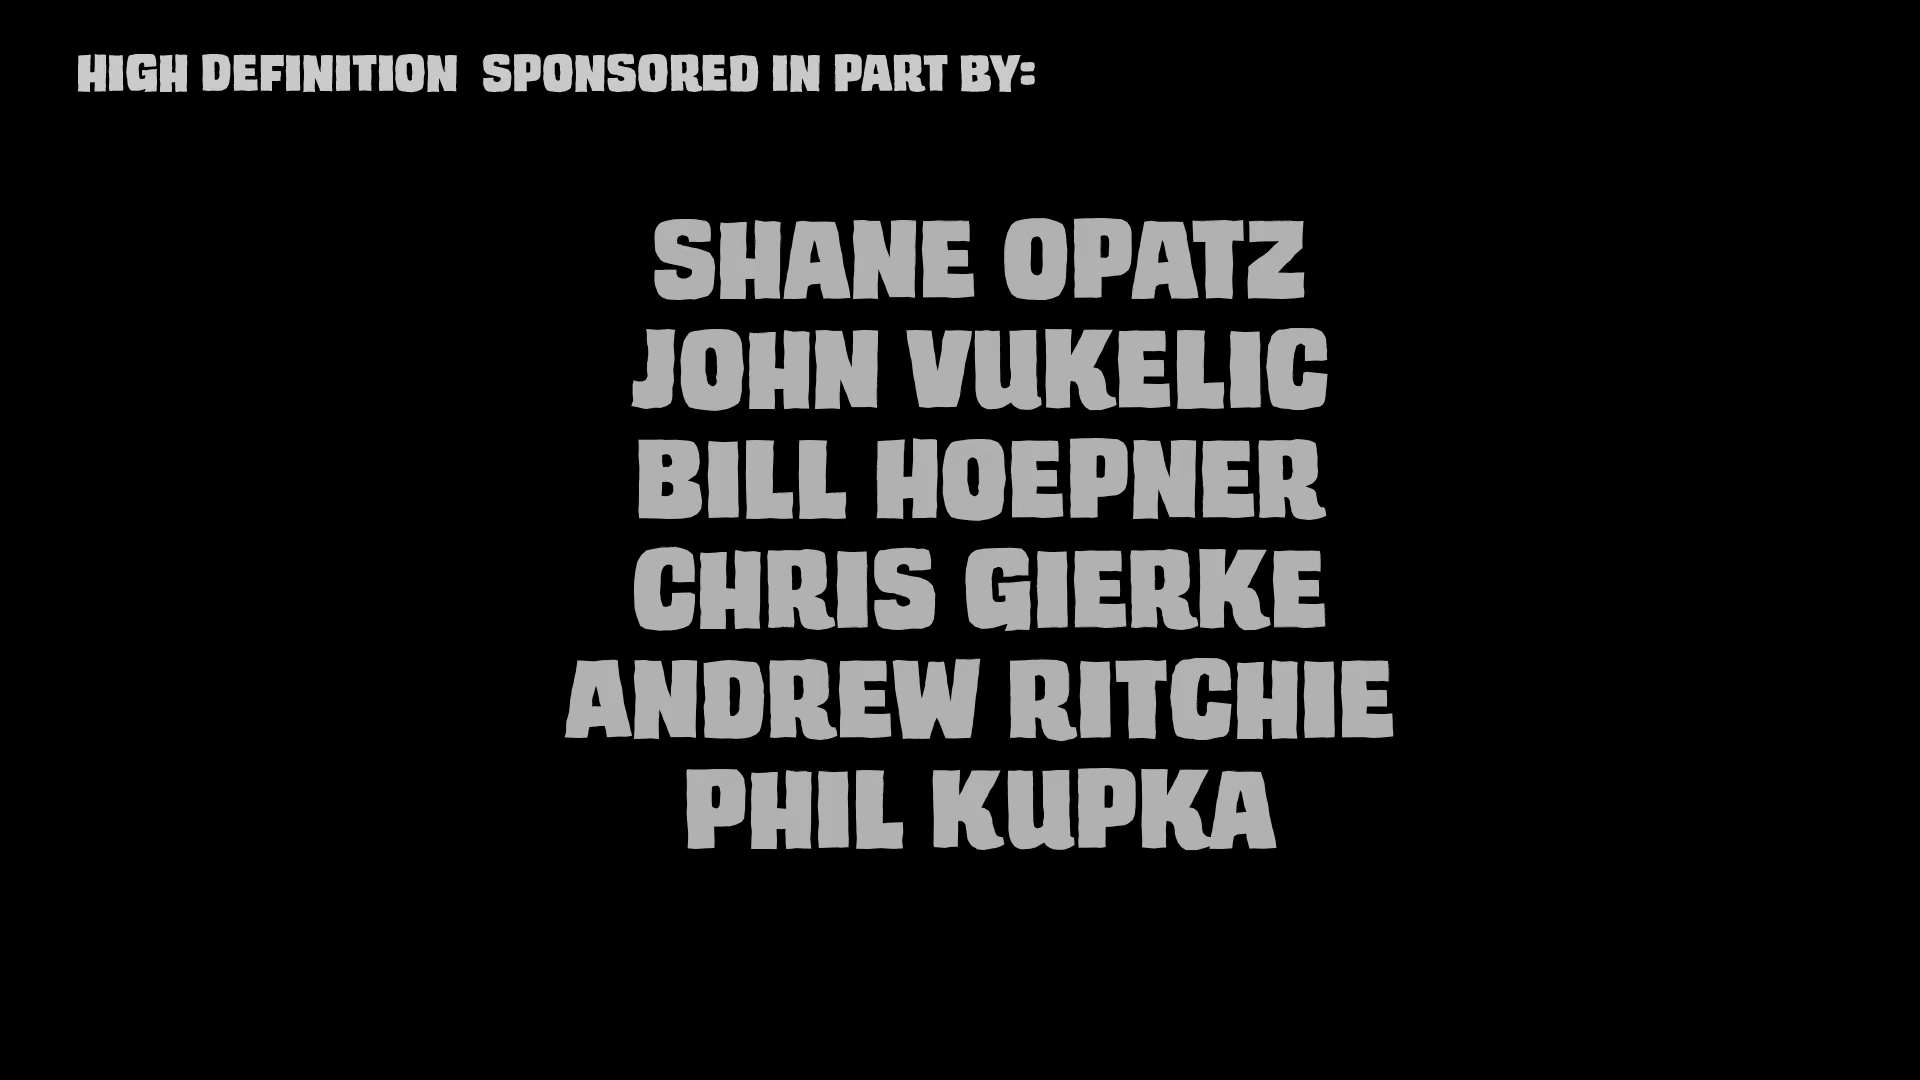 HIGH DEFINITION SPONSORED IN PART BY:
SHANE OPATZ
JOHN VUKELIC
BILL HOEPNER
CHRIS GIERKE
ANDREW RITCHIE
PHIL KUPKA